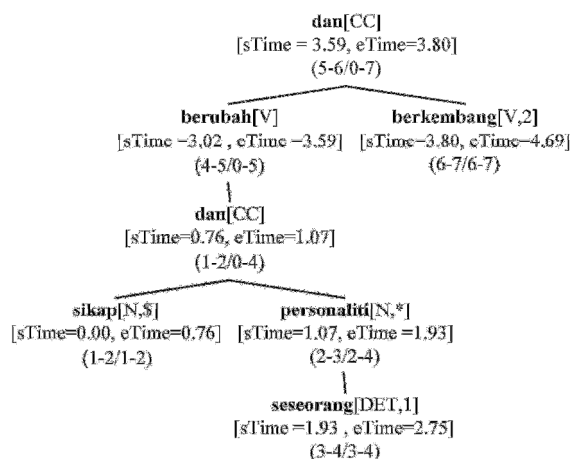 dan[CC]
[sTime = 3.59, eTime=3.80]
(5-6/0-7)
berubah[V] berkembang[V,2]
[sTime =3.02 , eTime =3.59] [sTime=3.80, eTime=4.69]
(4-5/0-5) (6-7/6-7)
dan[CC]
[sTime=0.76, eTime=1.07]
(1-2/0-4)
sikap[N,$] personaliti[N,*]
[sTime=0.00, eTime=0.76] [sTime=1.07, eTime =1.93]
(1-2/1-2) (2-3/2-4)
seseorang[DET,1]
[sTime =1.93 , eTime=2.75]
(3-4/3-4)